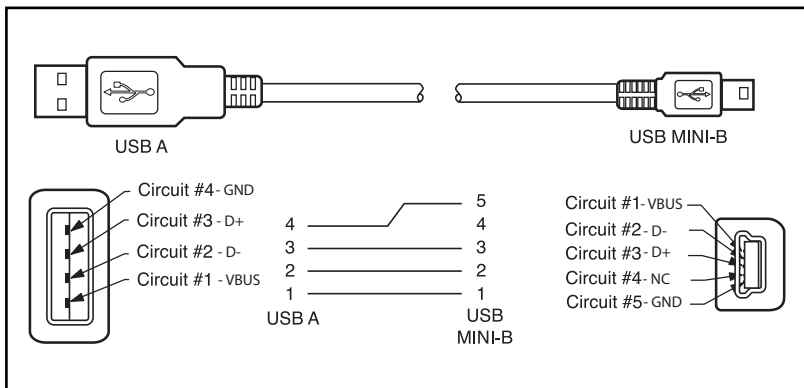 USB A
USB MINI-B
Circuit #4- GND
Circuit #3 - D+
Circuit #2 - D-
Circuit #1 - VBUS
4
3
2
1
USB A
5
4
3
2
1
USB
MINI-B
Circuit #1- VBUS
Circuit #2- D-
Circuit #3- D+
Circuit #4- NC
Circuit #5- GND